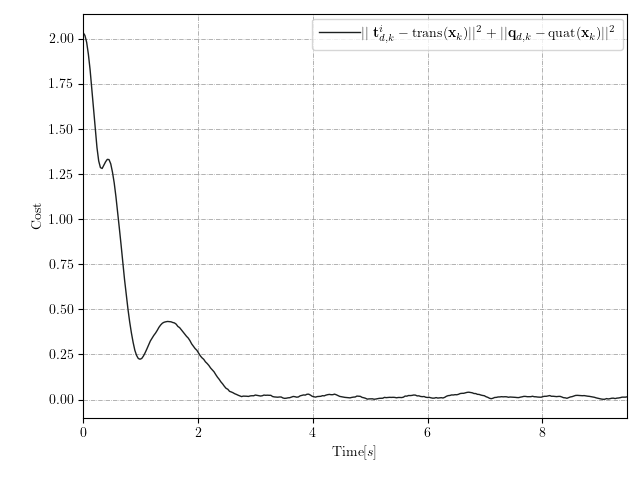 || t^i_{d,k} − trans(x_k)||^2 + ||q_{d,k} − quat(x_k)||^2
2.00
1.75
1.50
1.25
1.00
0.75
0.50
0.25
0.00
Cost
0 2 4 6 8
Time[s]